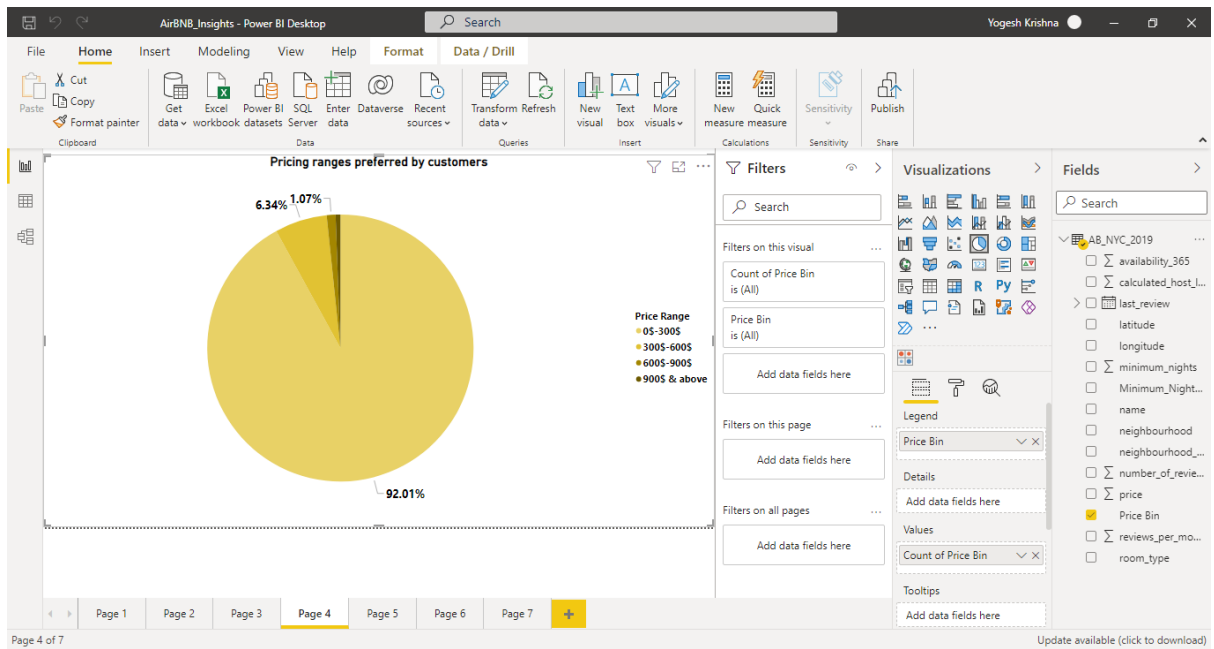 AirBNB_Insights - Power BI Desktop
Search
Yogesh Krishna
File Home Insert Modeling View Help Format Data / Drill
Paste
Cut
Copy
Format painter
Clipboard
Get data
Excel workbook
Power BI datasets
SQL Server
Enter data
Dataverse
Recent sources
Data
Transform data
Refresh
Queries
New visual
Text box
More visuals
Insert
New measure
Quick measure
Calculations
Sensitivity
Sensitivity
Publish
Share
Pricing ranges preferred by customers
6.34%
1.07%
92.01%
Price Range
0$-300$
300$-600$
600$-900$
900$ & above
Filters
Search
Filters on this visual ...
Count of Price Bin
is (All)
Price Bin
is (All)
Add data fields here
Filters on this page ...
Add data fields here
Filters on all pages ...
Add data fields here
Visualizations
123
R
Py
...
Legend
Price Bin
Details
Add data fields here
Values
Count of Price Bin
Tooltips
Add data fields here
Fields
Search
AB_NYC_2019 ...
availability_365
calculated_host_l...
last_review
latitude
longitude
minimum_nights
Minimum_Night...
name
neighbourhood
neighbourhood_...
number_of_revie...
price
Price Bin
reviews_per_mo...
room_type
Page 1 Page 2 Page 3 Page 4 Page 5 Page 6 Page 7 +
Page 4 of 7
Update available (click to download)